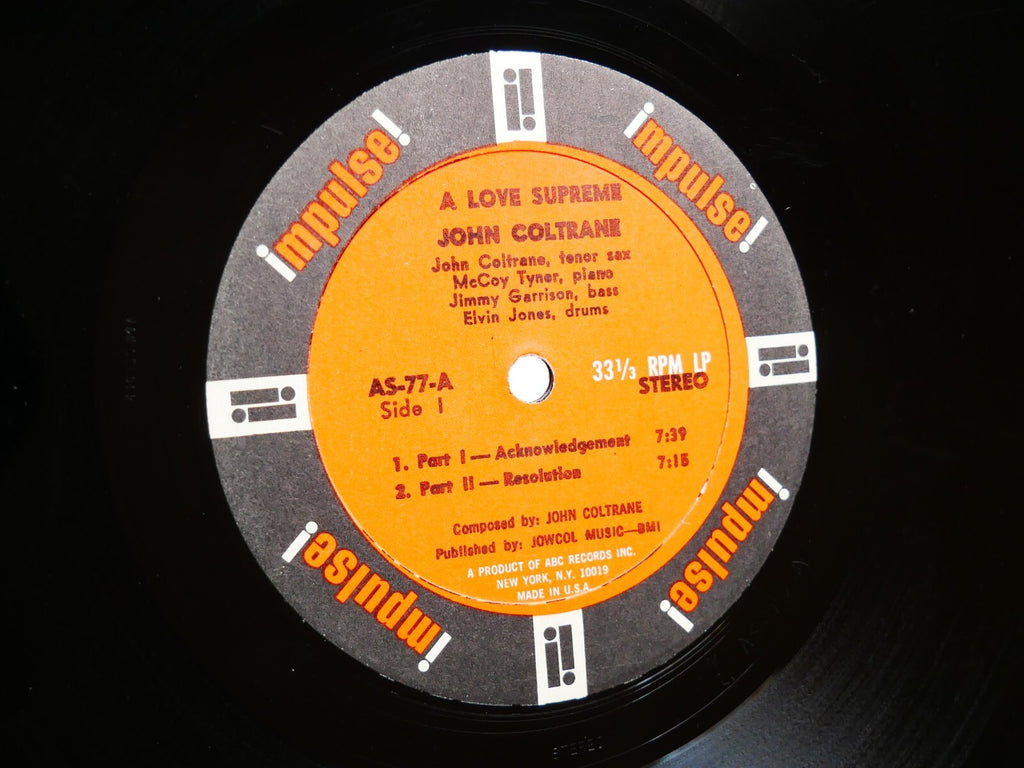 impulse!
impulse!
A LOVE SUPREME
JOHN COLTRANE
John Coltrane, tenor sax
McCoy Tyner, piano
Jimmy Garrison, bass
Elvin Jones, drums
33 1/3 RPM LP
AS-77-A
STEREO
Side 1
1. Part I — Acknowledgement 7:39
2. Part II — Resolution 7:15
Composed by: JOHN COLTRANE
Published by: JOWCOL MUSIC—BMI
A PRODUCT OF ABC RECORDS INC.
NEW YORK, N.Y. 10019
MADE IN U.S.A.
impulse!
impulse!
STEREO